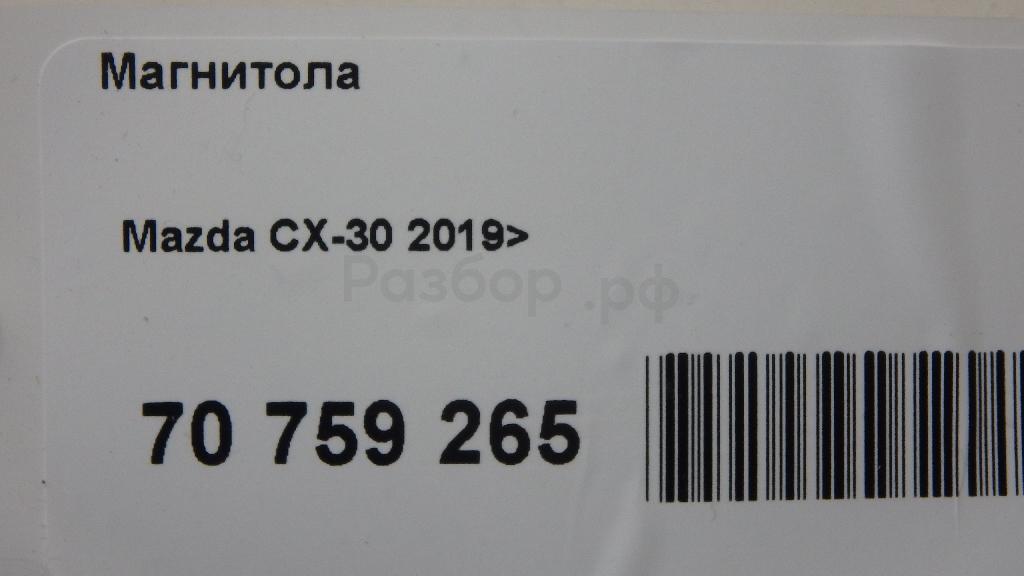 Магнитола
Mazda CX-30 2019>
Разбор.рф
70 759 265